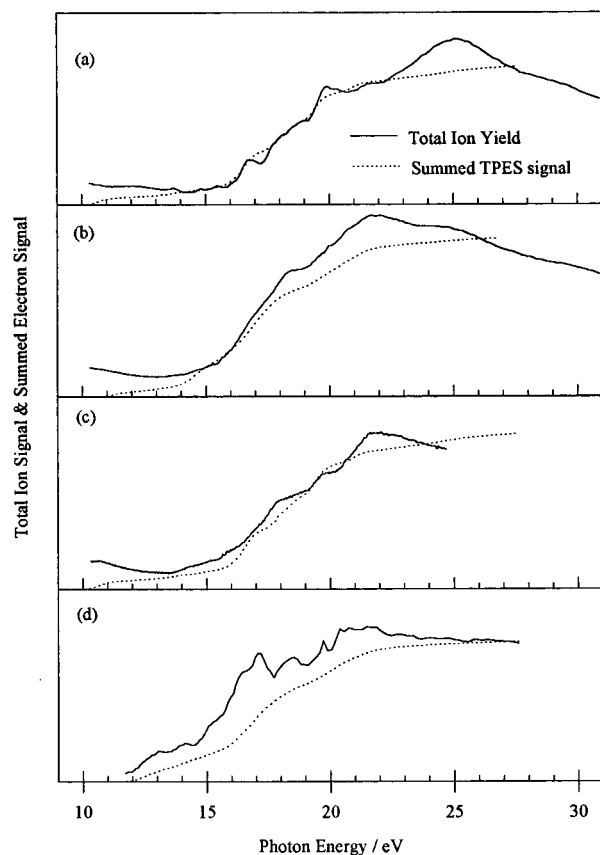 (a)
Total Ion Yield
Summed TPES signal
(b)
(c)
(d)
Total Ion Signal & Summed Electron Signal
10 15 20 25 30
Photon Energy / eV